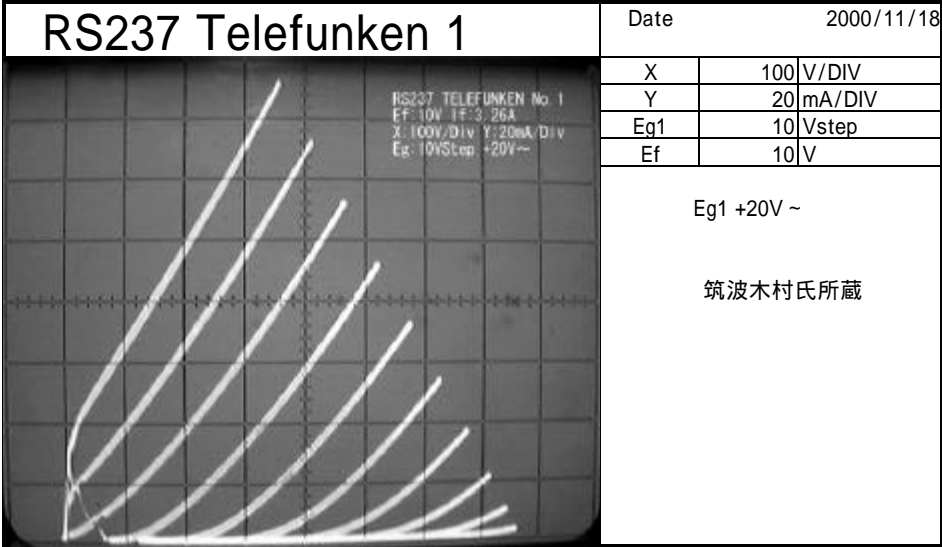 RS237 Telefunken 1
Date 2000/11/18
X 100 V/DIV
Y 20 mA/DIV
Eg1 10 Vstep
Ef 10 V
Eg1 +20V ~
筑波木村氏所蔵
RS237 TELEFUNKEN No.1
Ef:10V If:3.26A
X:100V/Div Y:20mA/Div
Eg:10VStep +20V~